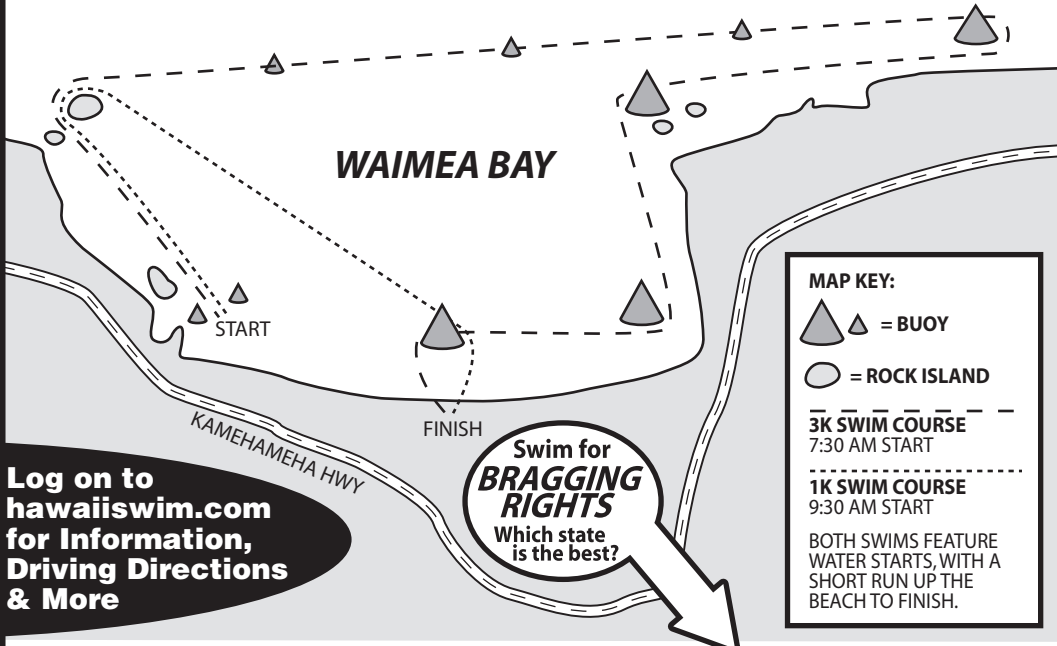 WAIMEA BAY
START
FINISH
KAMEHAMEHA HWY
MAP KEY:
= BUOY
= ROCK ISLAND
3K SWIM COURSE
7:30 AM START
1K SWIM COURSE
9:30 AM START
BOTH SWIMS FEATURE
WATER STARTS, WITH A
SHORT RUN UP THE
BEACH TO FINISH.
Log on to
hawaiiswim.com
for Information,
Driving Directions
& More
Swim for
BRAGGING
RIGHTS
Which state
is the best?